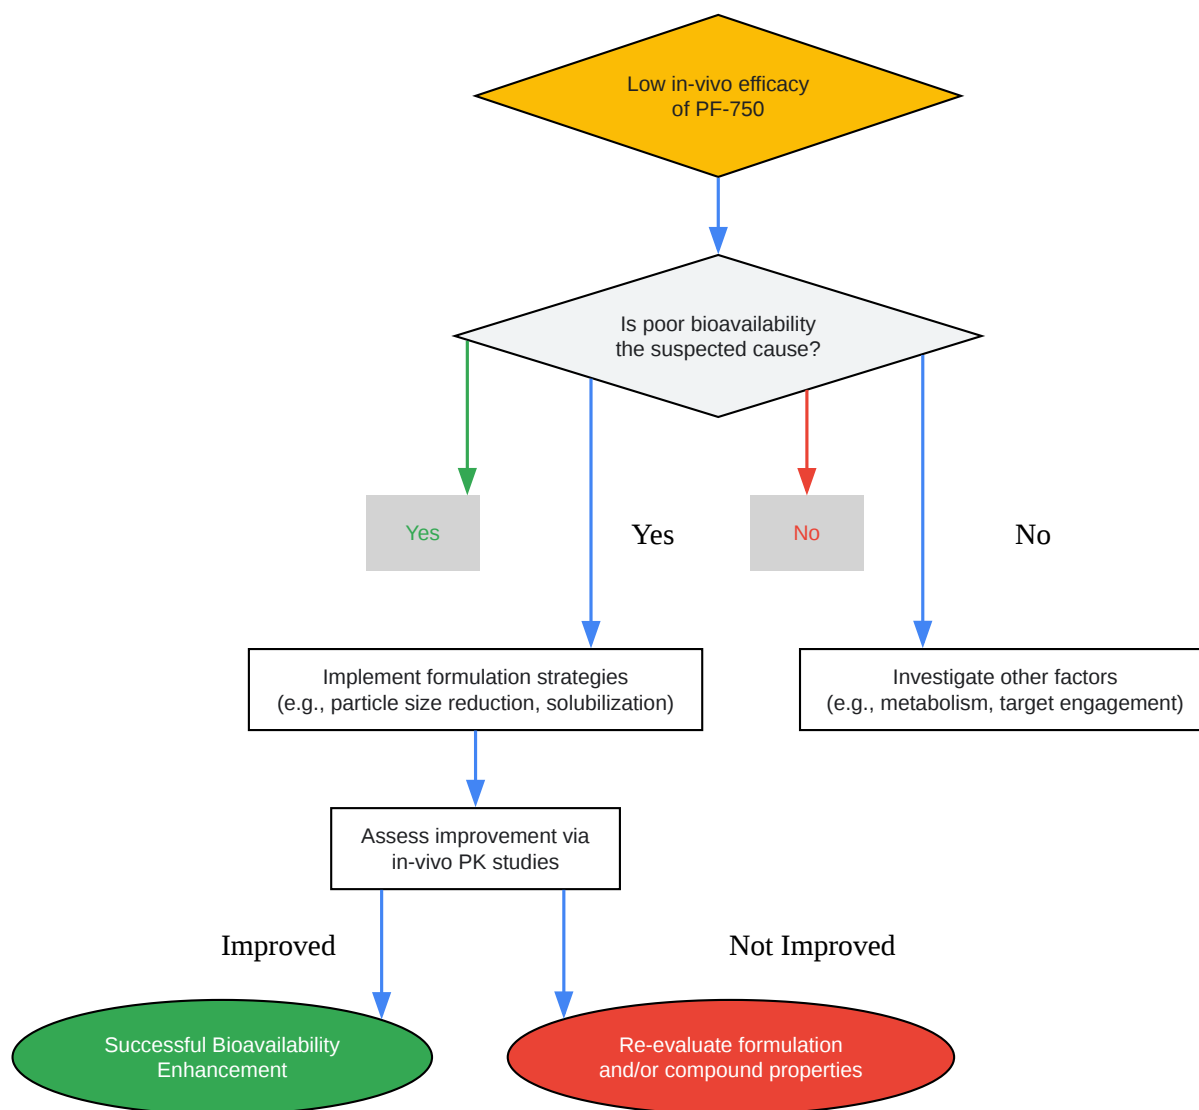 Low in-vivo efficacy
of PF-750
Is poor bioavailability
the suspected cause?
Yes
Yes
No
No
Implement formulation strategies
(e.g., particle size reduction, solubilization)
Investigate other factors
(e.g., metabolism, target engagement)
Assess improvement via
in-vivo PK studies
Improved
Not Improved
Successful Bioavailability
Enhancement
Re-evaluate formulation
and/or compound properties